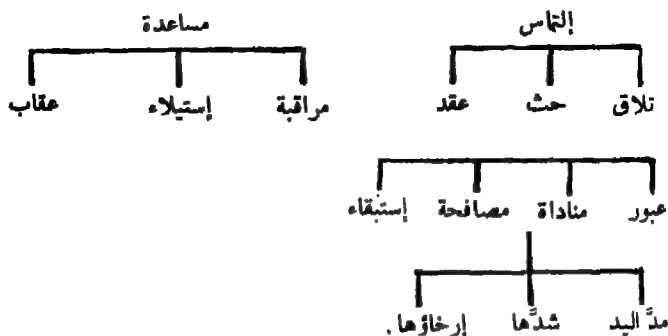 إلتماس مساعدة
تلاق حث عقد مراقبة إستيلاء عقاب
عبور مناداة مصافحة إستبقاء
مدَّ اليد شدَّها إرخاؤها.